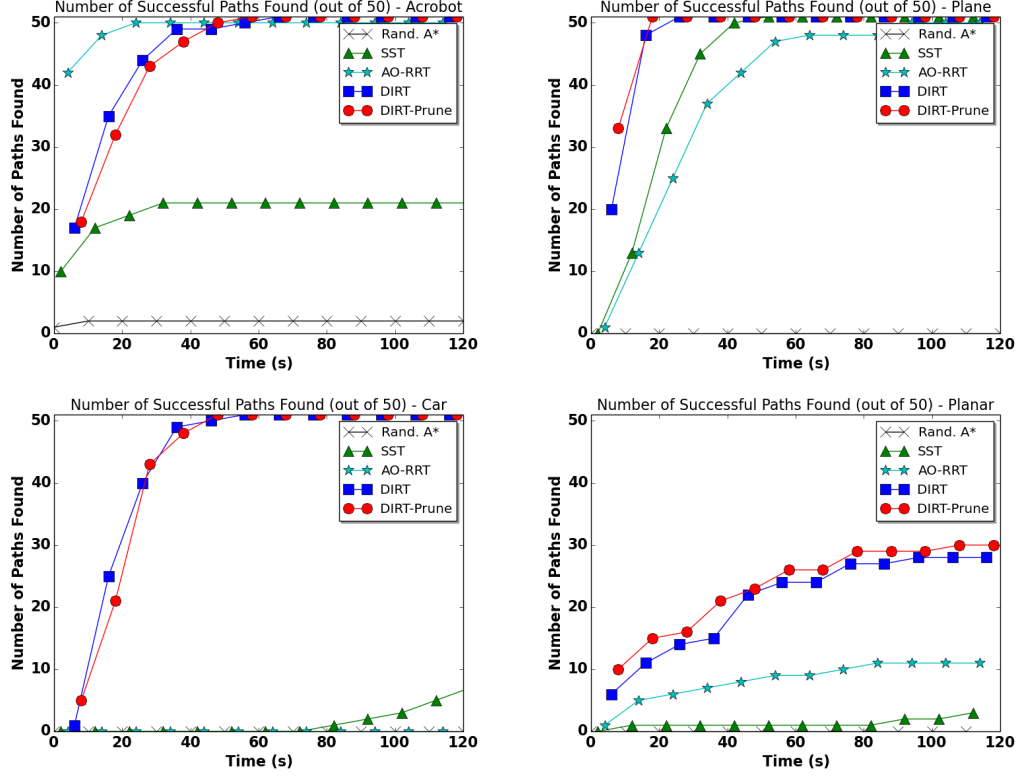 Number of Successful Paths Found (out of 50) - Acrobot
Number of Paths Found
50
40
30
20
10
0
0 20 40 60 80 100 120
Time (s)
Rand. A*
SST
AO-RRT
DIRT
DIRT-Prune
Number of Successful Paths Found (out of 50) - Plane
Number of Paths Found
50
40
30
20
10
0
0 20 40 60 80 100 120
Time (s)
Rand. A*
SST
AO-RRT
DIRT
DIRT-Prune
Number of Successful Paths Found (out of 50) - Car
Number of Paths Found
50
40
30
20
10
0
0 20 40 60 80 100 120
Time (s)
Rand. A*
SST
AO-RRT
DIRT
DIRT-Prune
Number of Successful Paths Found (out of 50) - Planar
Number of Paths Found
50
40
30
20
10
0
0 20 40 60 80 100 120
Time (s)
Rand. A*
SST
AO-RRT
DIRT
DIRT-Prune